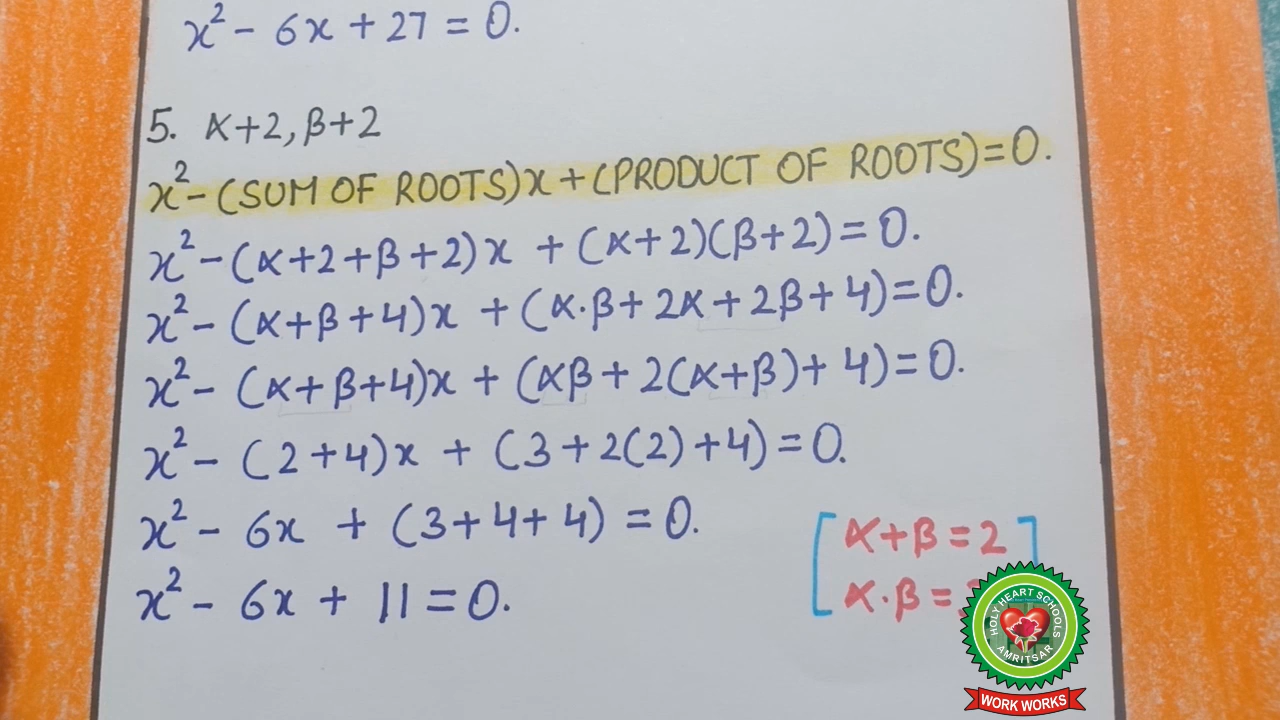 x² - 6x + 27 = 0.
5. α+2, β+2
x² - (SUM OF ROOTS)x + (PRODUCT OF ROOTS) = 0.
x² - (α+2+β+2)x + (α+2)(β+2) = 0.
x² - (α+β+4)x + (α.β + 2α + 2β + 4) = 0.
x² - (α+β+4)x + (αβ + 2(α+β) + 4) = 0.
x² - (2+4)x + (3+2(2)+4) = 0.
x² - 6x + (3+4+4) = 0.
x² - 6x + 11 = 0.
[α+β = 2]
α.β =
HOLY HEART SCHOOLS
AMRITSAR
WORK WORKS